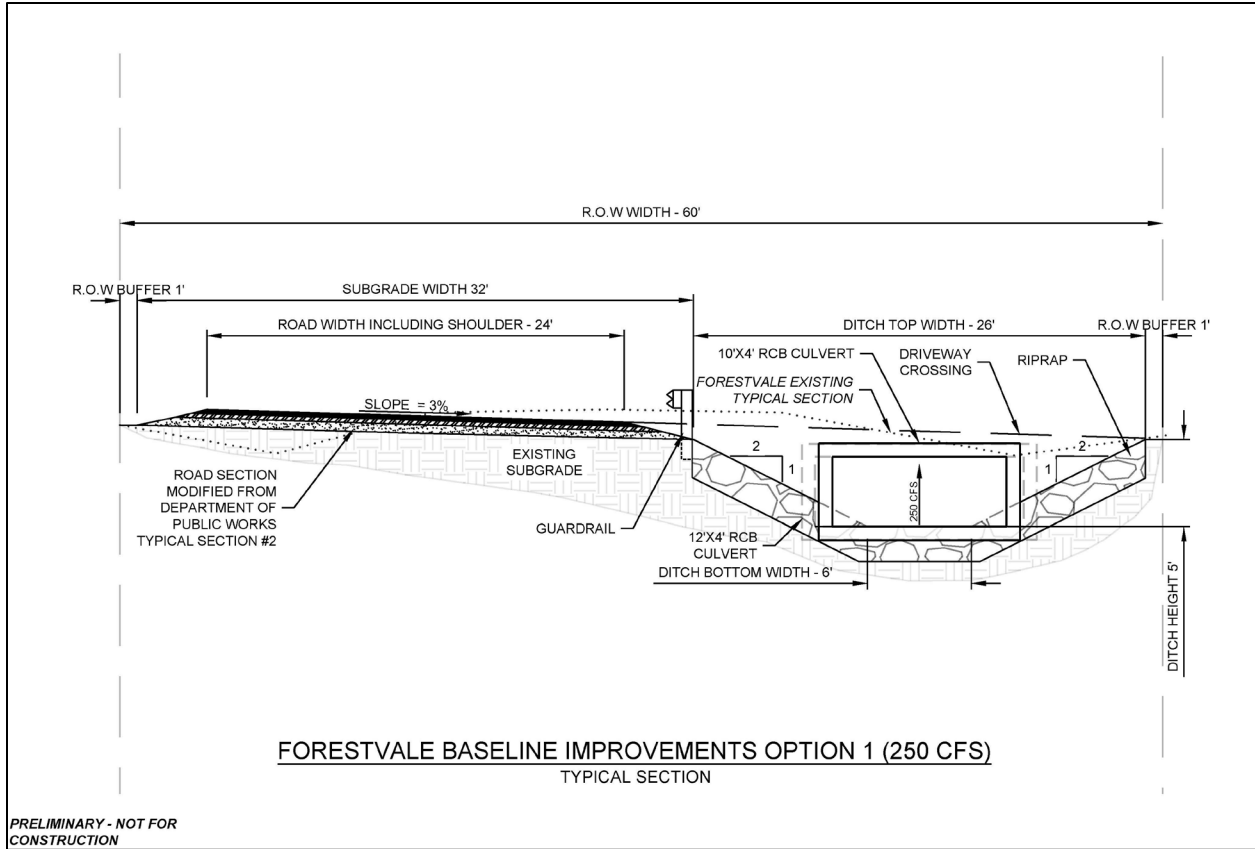 R.O.W WIDTH - 60'
R.O.W BUFFER 1'
SUBGRADE WIDTH 32'
ROAD WIDTH INCLUDING SHOULDER - 24'
DITCH TOP WIDTH - 26'
R.O.W BUFFER 1'
10'X4' RCB CULVERT
DRIVEWAY
CROSSING
RIPRAP
FORESTVALE EXISTING
TYPICAL SECTION
SLOPE = 3%
2
1
2
1
250 CFS
EXISTING
SUBGRADE
ROAD SECTION
MODIFIED FROM
DEPARTMENT OF
PUBLIC WORKS
TYPICAL SECTION #2
GUARDRAIL
12'X4' RCB
CULVERT
DITCH BOTTOM WIDTH - 6'
DITCH HEIGHT 5'
FORESTVALE BASELINE IMPROVEMENTS OPTION 1 (250 CFS)
TYPICAL SECTION
PRELIMINARY - NOT FOR
CONSTRUCTION